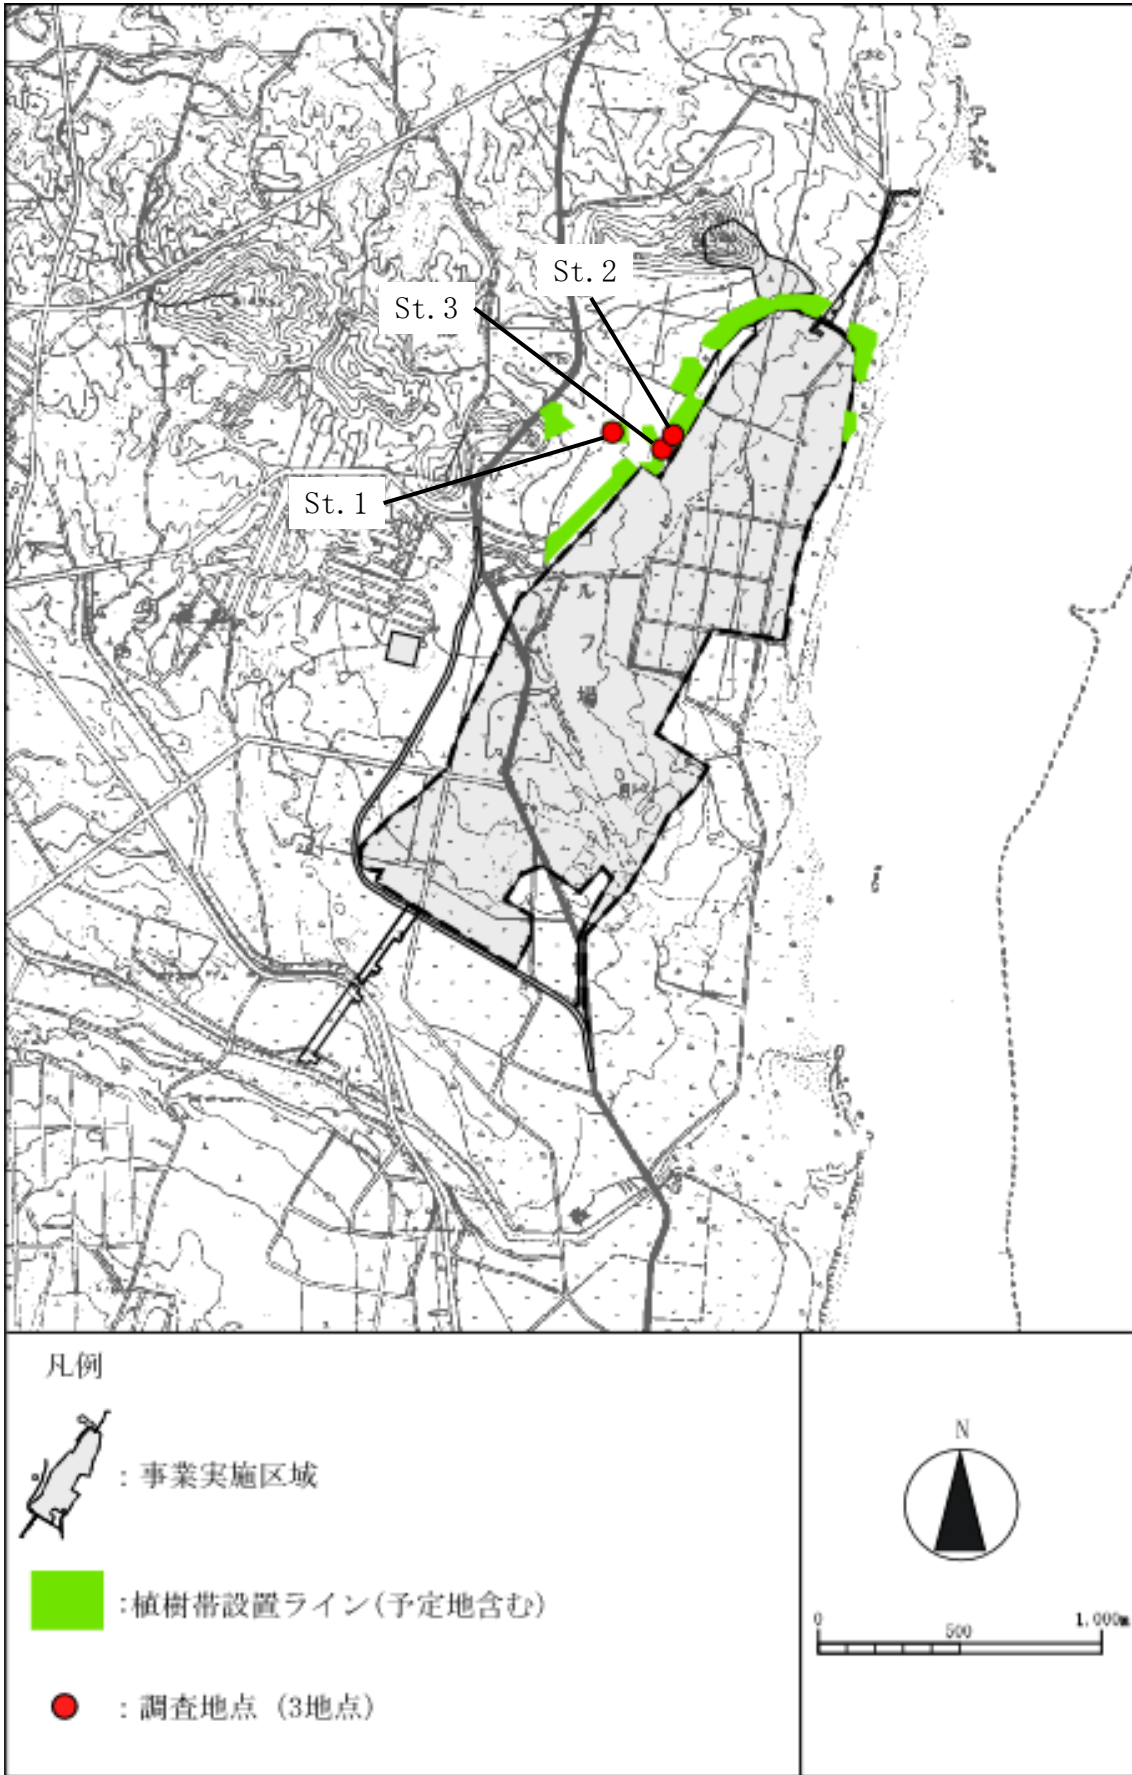 St.2
St.3
St.1
ル
フ
場
凡例
：事業実施区域
：植樹帯設置ライン(予定地含む)
：調査地点 (3地点)
N
0
500
1,000m